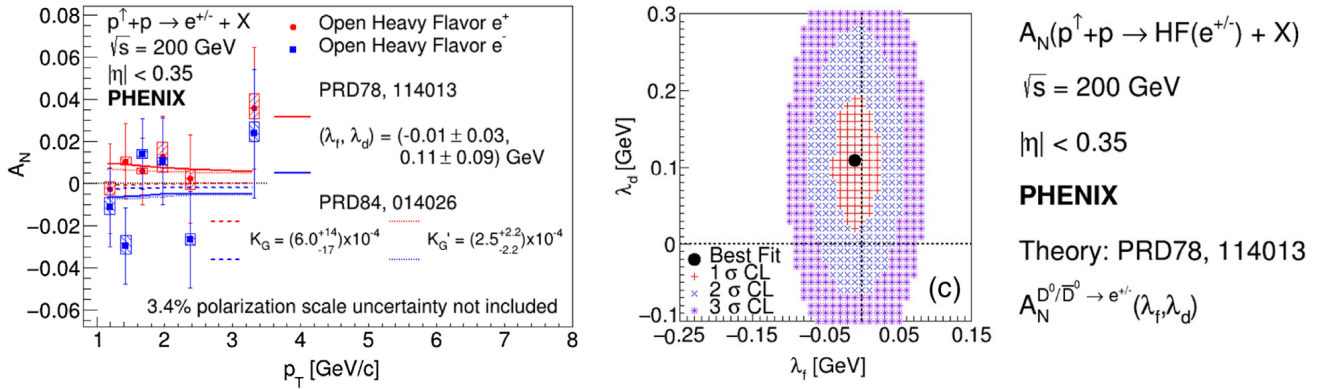 p↑+p → e+/- + X
√s = 200 GeV
|η| < 0.35
PHENIX
Open Heavy Flavor e+
Open Heavy Flavor e-
PRD78, 114013
(λf, λd) = (-0.01 ± 0.03,
0.11 ± 0.09) GeV
PRD84, 014026
KG = (6.0+14-17)x10-4
KG' = (2.5+2.2-2.2)x10-4
3.4% polarization scale uncertainty not included
AN
0.08
0.06
0.04
0.02
0
−0.02
−0.04
−0.06
1 2 3 4 5 6 7 8
pT [GeV/c]
λd [GeV]
0.3
0.2
0.1
0
−0.1
Best Fit
1 σ CL
2 σ CL
3 σ CL
(c)
−0.25 −0.15 −0.05 0.05 0.15
λf [GeV]
AN(p↑+p → HF(e+/-) + X)
√s = 200 GeV
|η| < 0.35
PHENIX
Theory: PRD78, 114013
AND0/D̅0 → e+/-(λf,λd)